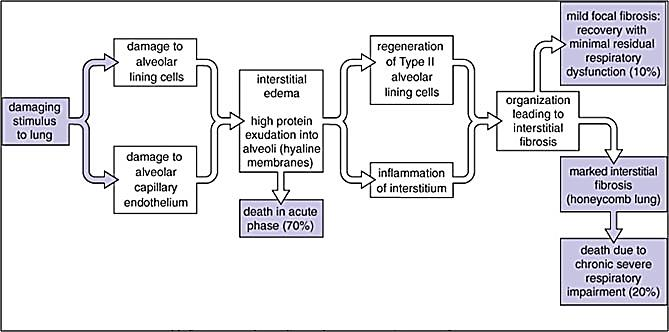 damaging
stimulus
to lung
damage to
alveolar
lining cells
damage to
alveolar
capillary
endothelium
interstitial
edema
high protein
exudation into
alveoli (hyaline
membranes)
death in acute
phase (70%)
regeneration
of Type II
alveolar
lining cells
inflammation
of interstitium
organization
leading to
interstitial
fibrosis
mild focal fibrosis:
recovery with
minimal residual
respiratory
dysfunction (10%)
marked interstitial
fibrosis
(honeycomb lung)
death due to
chronic severe
respiratory
impairment (20%)